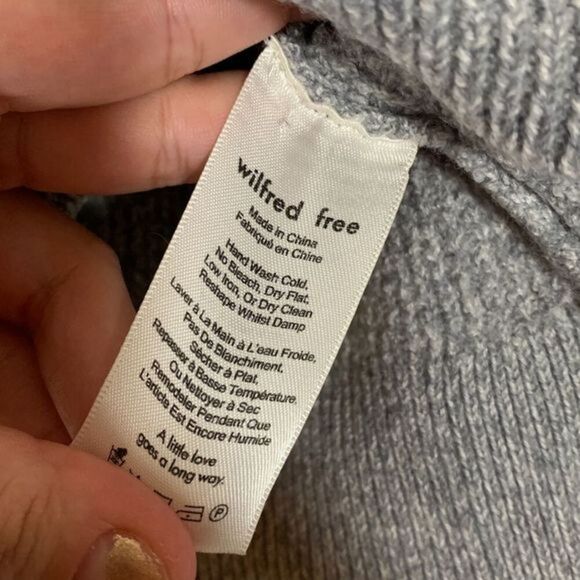 wilfred free
Made in China
Fabriqué en Chine
Hand Wash Cold.
No Bleach, Dry Flat.
Low Iron, Or Dry Clean
Reshape Whilst Damp
Laver à La Main à L'eau Froide.
Pas De Blanchiment.
Sécher à Plat.
Repasser à Basse Température.
Ou Nettoyer à Sec
Remodeler Pendant Que
L'article Est Encore Humide
A little love
goes a long way.
P